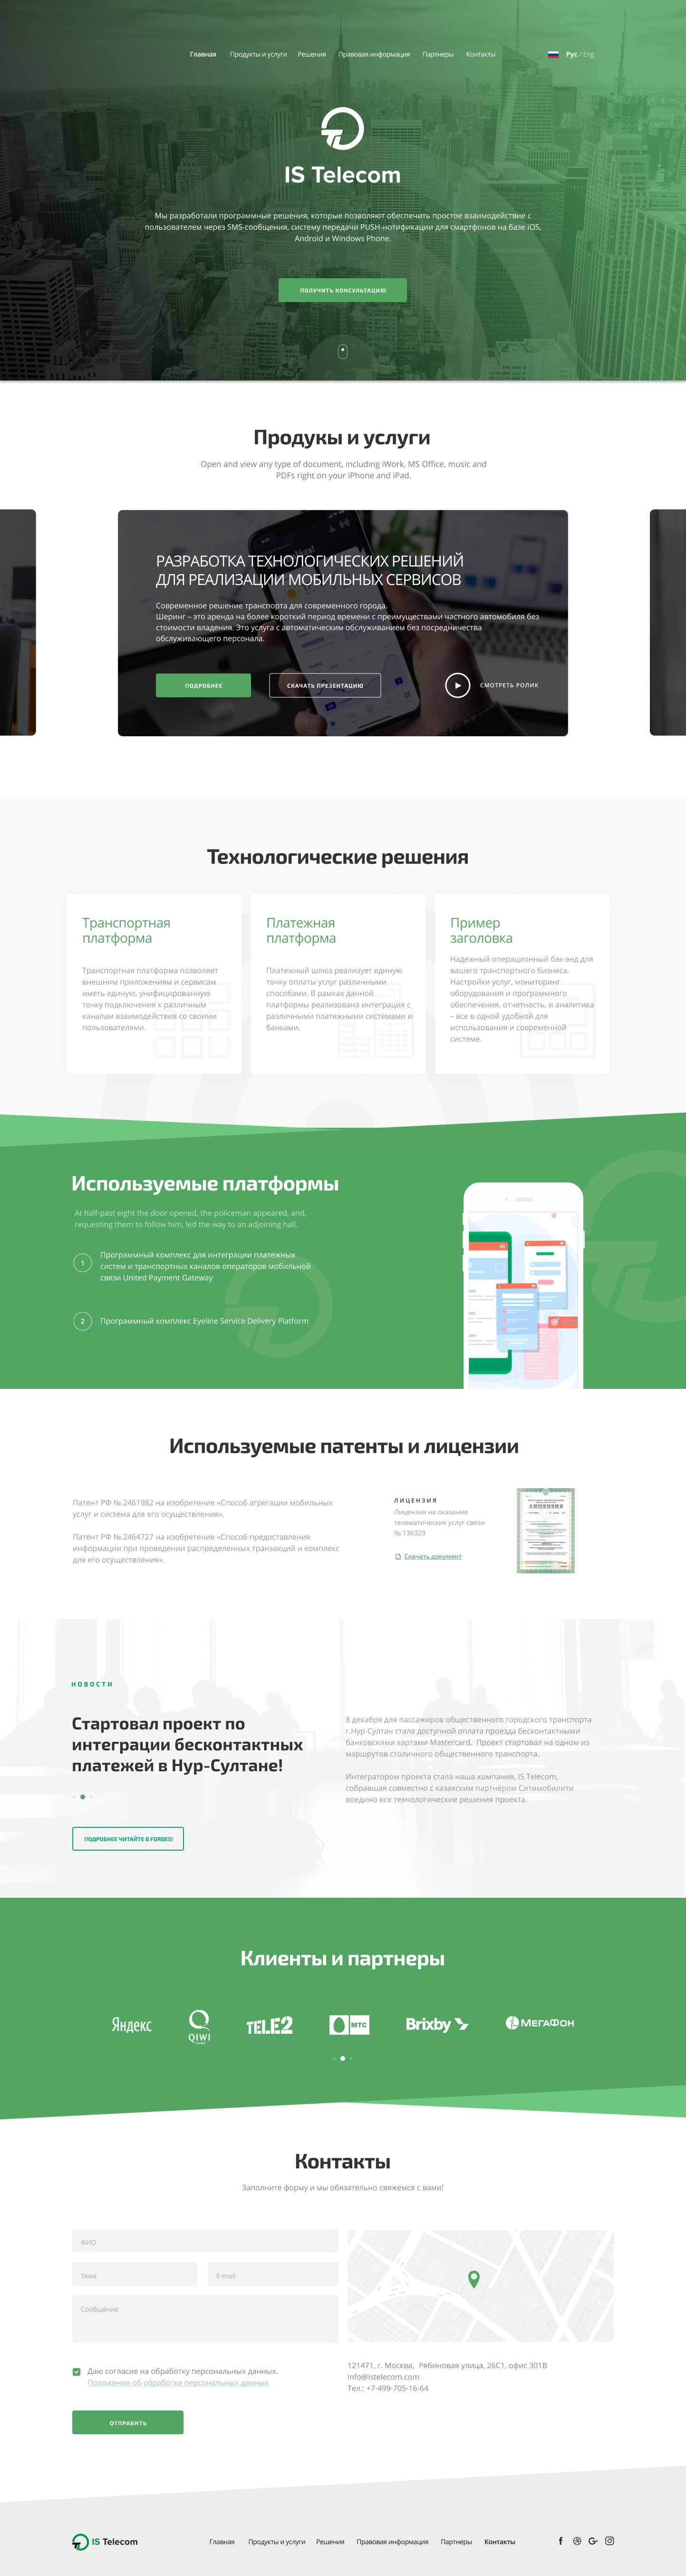 Главная Продукты и услуги Решения Правовая информация Партнеры Контакты Рус / Eng
IS Telecom
Мы разработали программные решения, которые позволяют обеспечить простое взаимодействие с
пользователем через SMS-сообщения, систему передачи PUSH-нотификации для смартфонов на базе iOS,
Android и Windows Phone.
ПОЛУЧИТЬ КОНСУЛЬТАЦИЮ
Продукы и услуги
Open and view any type of document, including iWork, MS Office, music and
PDFs right on your iPhone and iPad.
РАЗРАБОТКА ТЕХНОЛОГИЧЕСКИХ РЕШЕНИЙ
ДЛЯ РЕАЛИЗАЦИИ МОБИЛЬНЫХ СЕРВИСОВ
Современное решение транспорта для современного города.
Шеринг – это аренда на более короткий период времени с преимуществами частного автомобиля без
стоимости владения. Это услуга с автоматическим обслуживанием без посредничества
обслуживающего персонала.
ПОДРОБНЕЕ
СКАЧАТЬ ПРЕЗЕНТАЦИЮ
СМОТРЕТЬ РОЛИК
Технологические решения
Транспортная
платформа
Транспортная платформа позволяет
внешним приложениям и сервисам
иметь единую, унифицированную
точку подключения к различным
каналам взаимодействия со своими
пользователями.
Платежная
платформа
Платежный шлюз реализует единую
точку оплаты услуг различными
способами. В рамках данной
платформы реализована интеграция с
различными платежными системами и
банками.
Пример
заголовка
Надежный операционный бэк-энд для
вашего транспортного бизнеса.
Настройки услуг, мониторинг
оборудования и программного
обеспечения, отчетность, и аналитика
– все в одной удобной для
использования и современной
системе.
Используемые платформы
At half-past eight the door opened, the policeman appeared, and,
requesting them to follow him, led the way to an adjoining hall.
1
Программный комплекс для интеграции платежных
систем и транспортных каналов операторов мобильной
связи United Payment Gateway
2
Программный комплекс Eyeline Service Delivery Platform
Используемые патенты и лицензии
Патент РФ № 2461982 на изобретение «Способ агрегации мобильных
услуг и система для его осуществления».
Патент РФ № 2464727 на изобретение «Способ предоставления
информации при проведении распределенных транзакций и комплекс
для его осуществления».
ЛИЦЕНЗИЯ
Лицензия на оказание
телематических услуг связи
№ 136329
Скачать документ
ЛИЦЕНЗИЯ
НОВОСТИ
Стартовал проект по
интеграции бесконтактных
платежей в Нур-Султане!
ПОДРОБНЕЕ ЧИТАЙТЕ В FORBES!
8 декабря для пассажиров общественного городского транспорта
г.Нур-Султан стала доступной оплата проезда бесконтактными
банковскими картами Mastercard. Проект стартовал на одном из
маршрутов столичного общественного транспорта.
Интегратором проекта стала наша компания, IS Telecom,
собравшая совместно с казахским партнёром Ситимобилити
воедино все технологические решения проекта.
Клиенты и партнеры
Яндекс
QIWI
TELE2
МТС
Brixby
МЕГАФОН
Контакты
Заполните форму и мы обязательно свяжемся с вами!
ФИО
Тема
E-mail
Сообщение
Даю согласие на обработку персональных данных.
Положение об обработке персональных данных
ОТПРАВИТЬ
121471, г. Москва, Рябиновая улица, 26С1, офис 301В
info@istelecom.com
Тел.: +7-499-705-16-64
IS Telecom
Главная Продукты и услуги Решения Правовая информация Партнеры Контакты